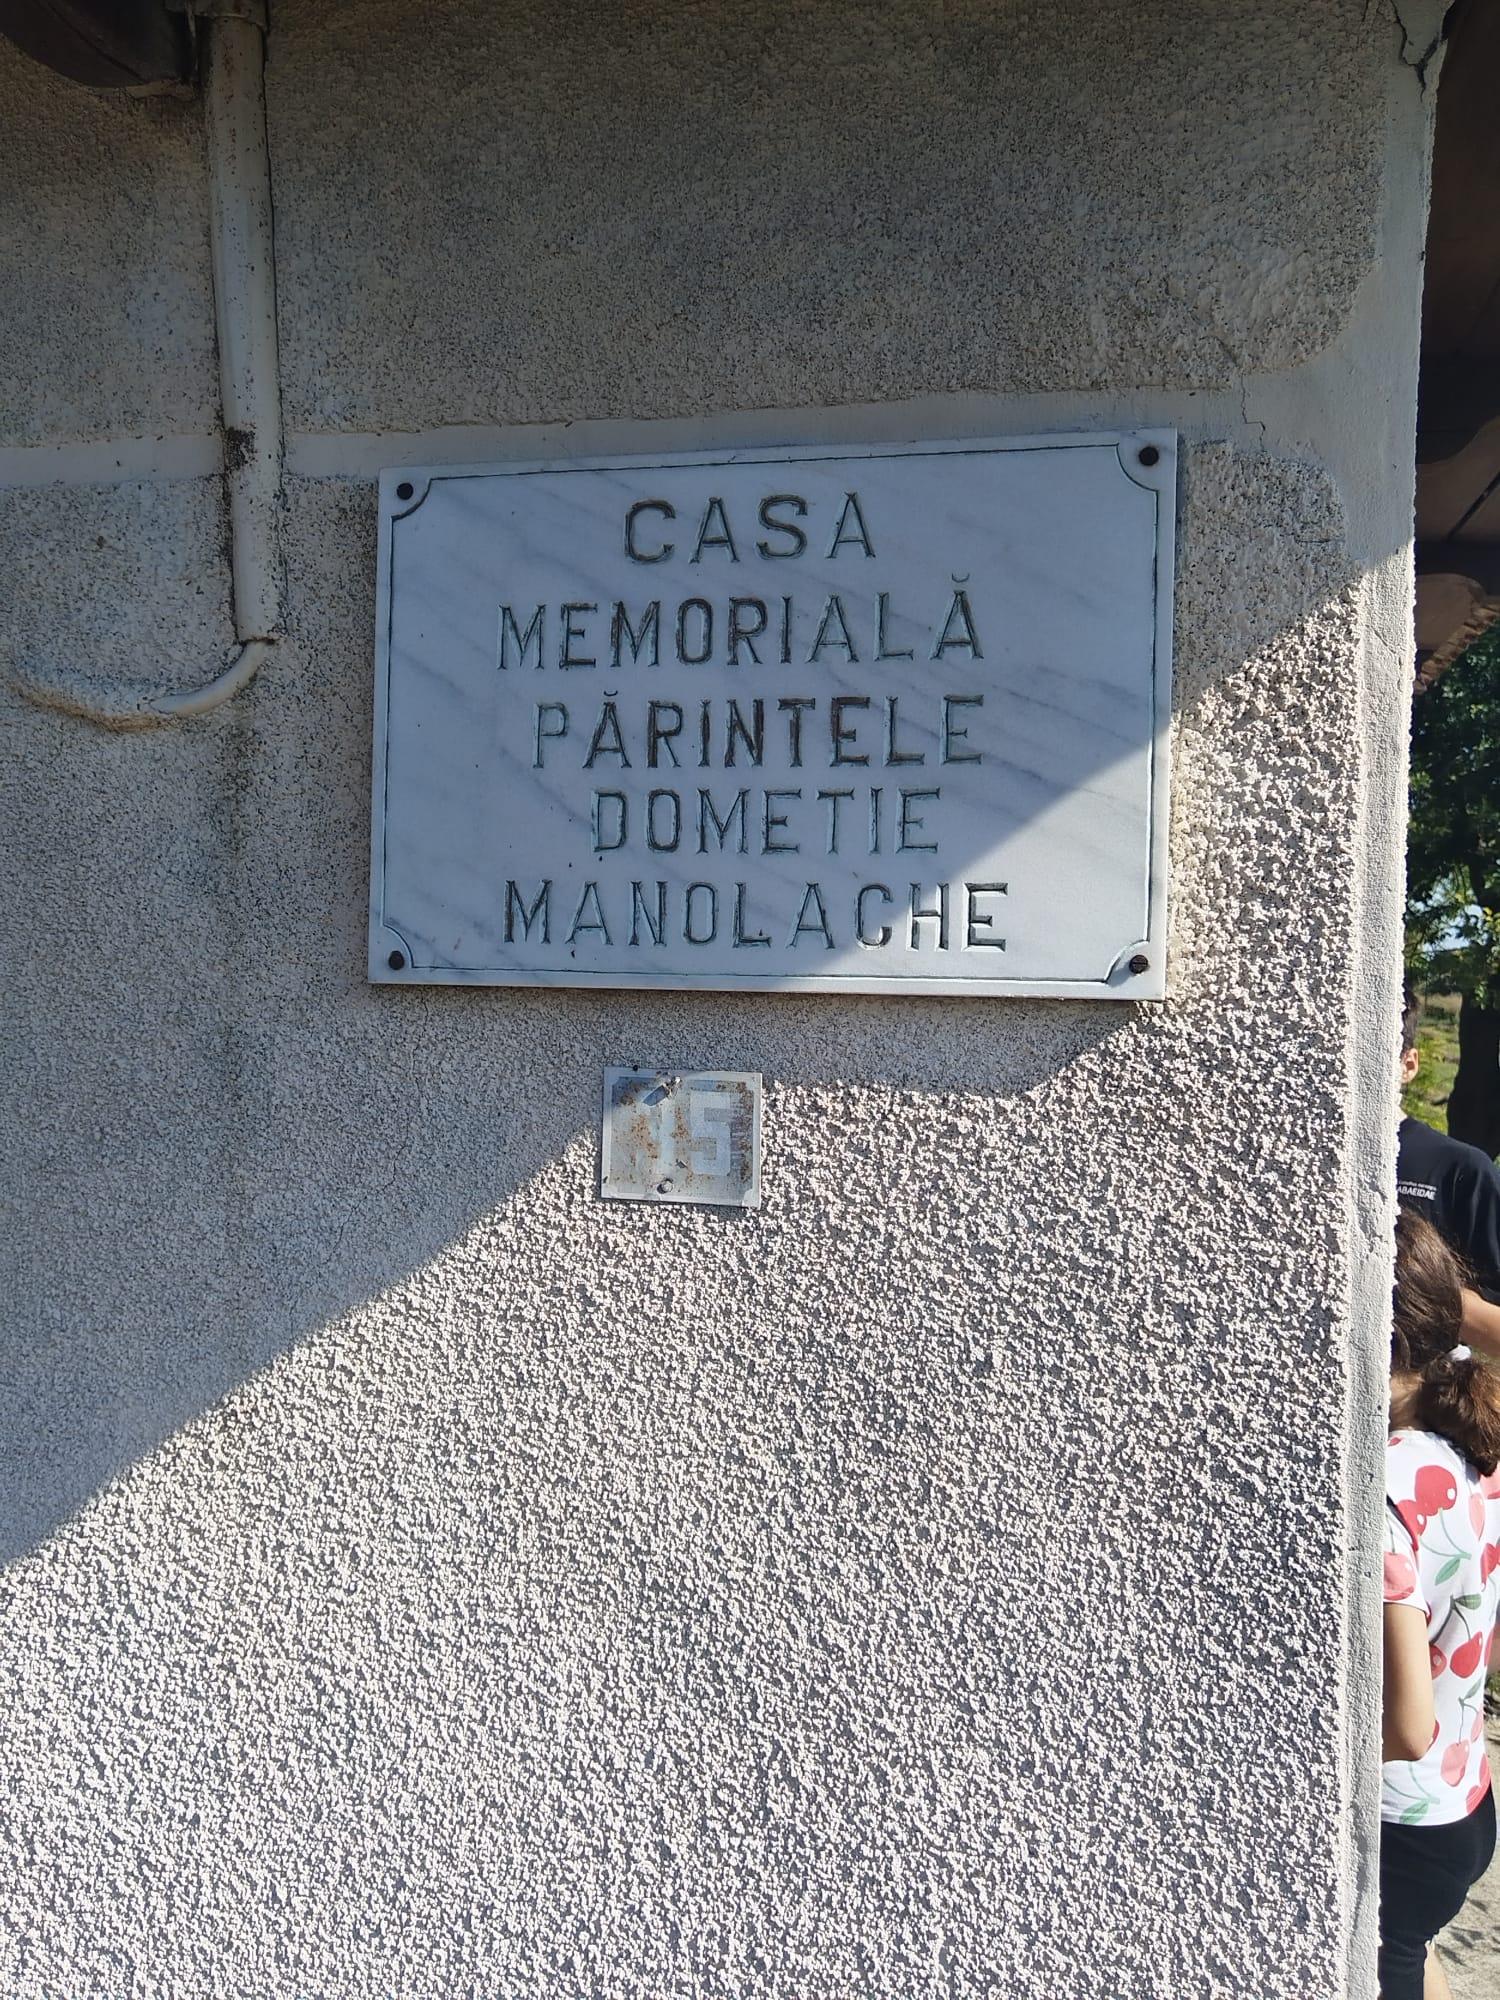 CASA
MEMORIALĂ
PĂRINTELE
DOMETIE
MANOLACHE